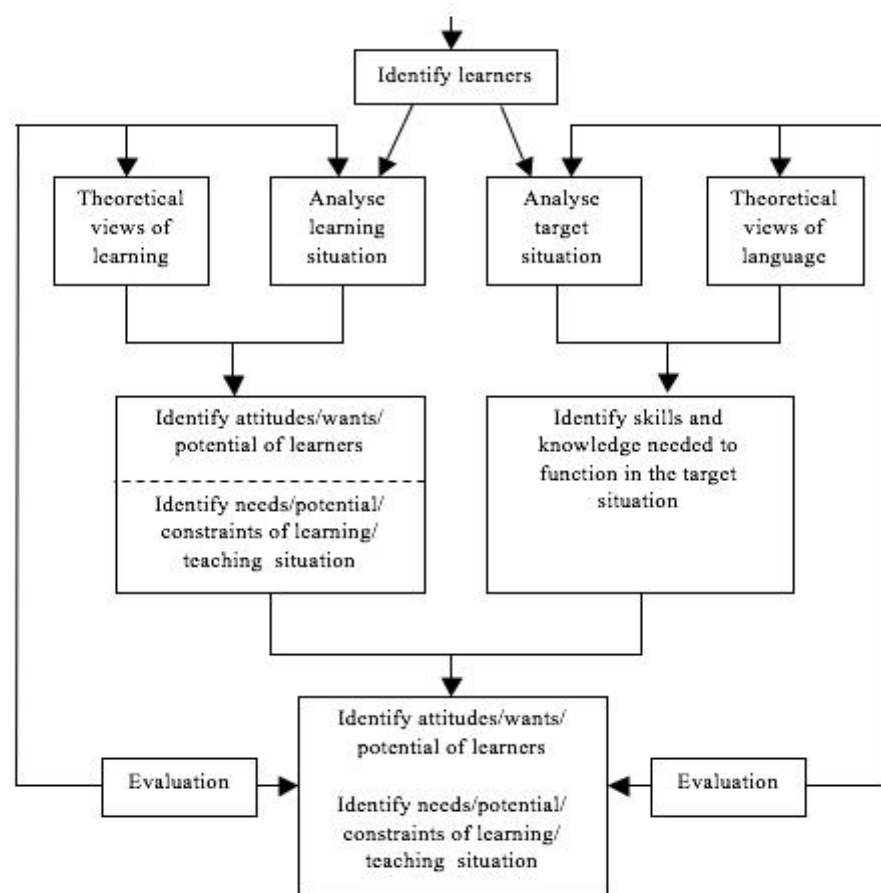 Identify learners
Theoretical
views of
learning
Analyse
learning
situation
Analyse
target
situation
Theoretical
views of
language
Identify attitudes/wants/
potential of learners
Identify needs/potential/
constraints of learning/
teaching situation
Identify skills and
knowledge needed to
function in the target
situation
Identify attitudes/wants/
potential of learners
Identify needs/potential/
constraints of learning/
teaching situation
Evaluation
Evaluation